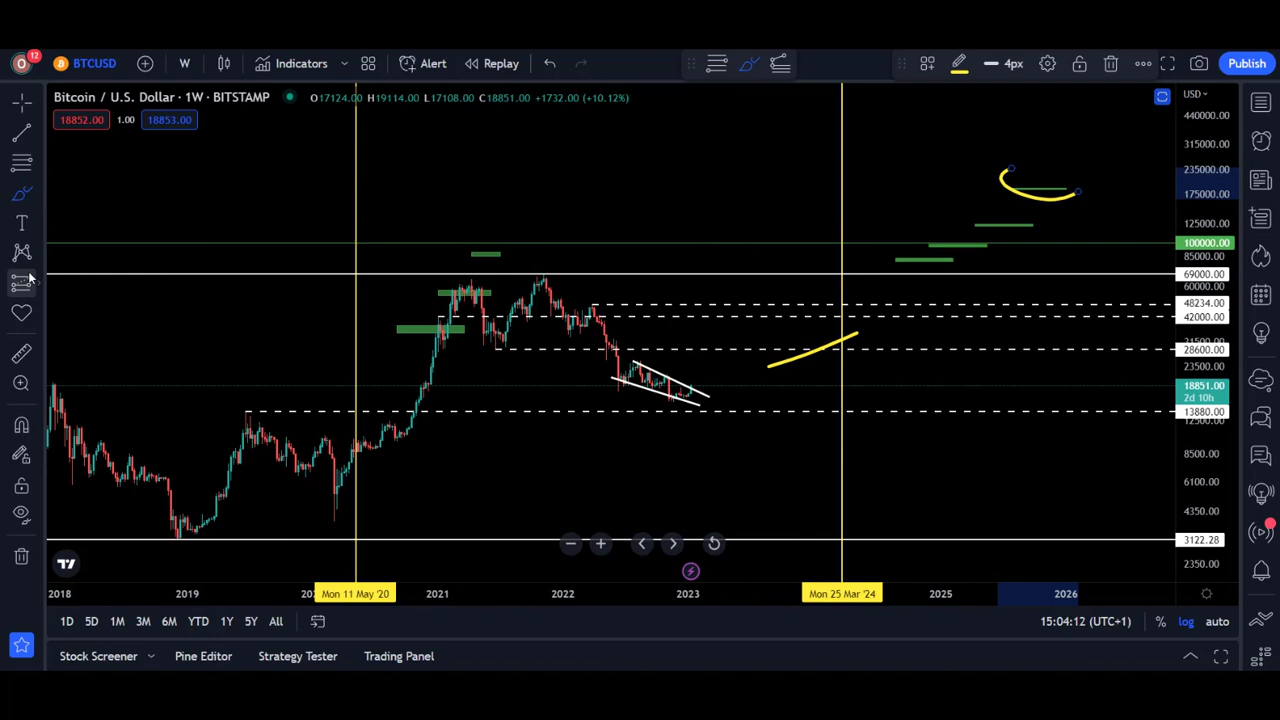 O 12 BTCUSD W Indicators Alert Replay 4px Publish
Bitcoin / U.S. Dollar · 1W · BITSTAMP O17124.00 H19114.00 L17108.00 C18851.00 +1732.00 (+10.12%) USD
18852.00 1.00 18853.00
440000.00
315000.00
235000.00
175000.00
125000.00
100000.00
85000.00
69000.00
60000.00
48234.00
42000.00
28600.00
23500.00
18851.00
2d 10h
13880.00
8500.00
6100.00
4350.00
3122.28
2350.00
2018 2019 Mon 11 May '20 2021 2022 2023 Mon 25 Mar '24 2025 2026
1D 5D 1M 3M 6M YTD 1Y 5Y All 15:04:12 (UTC+1) % log auto
Stock Screener Pine Editor Strategy Tester Trading Panel